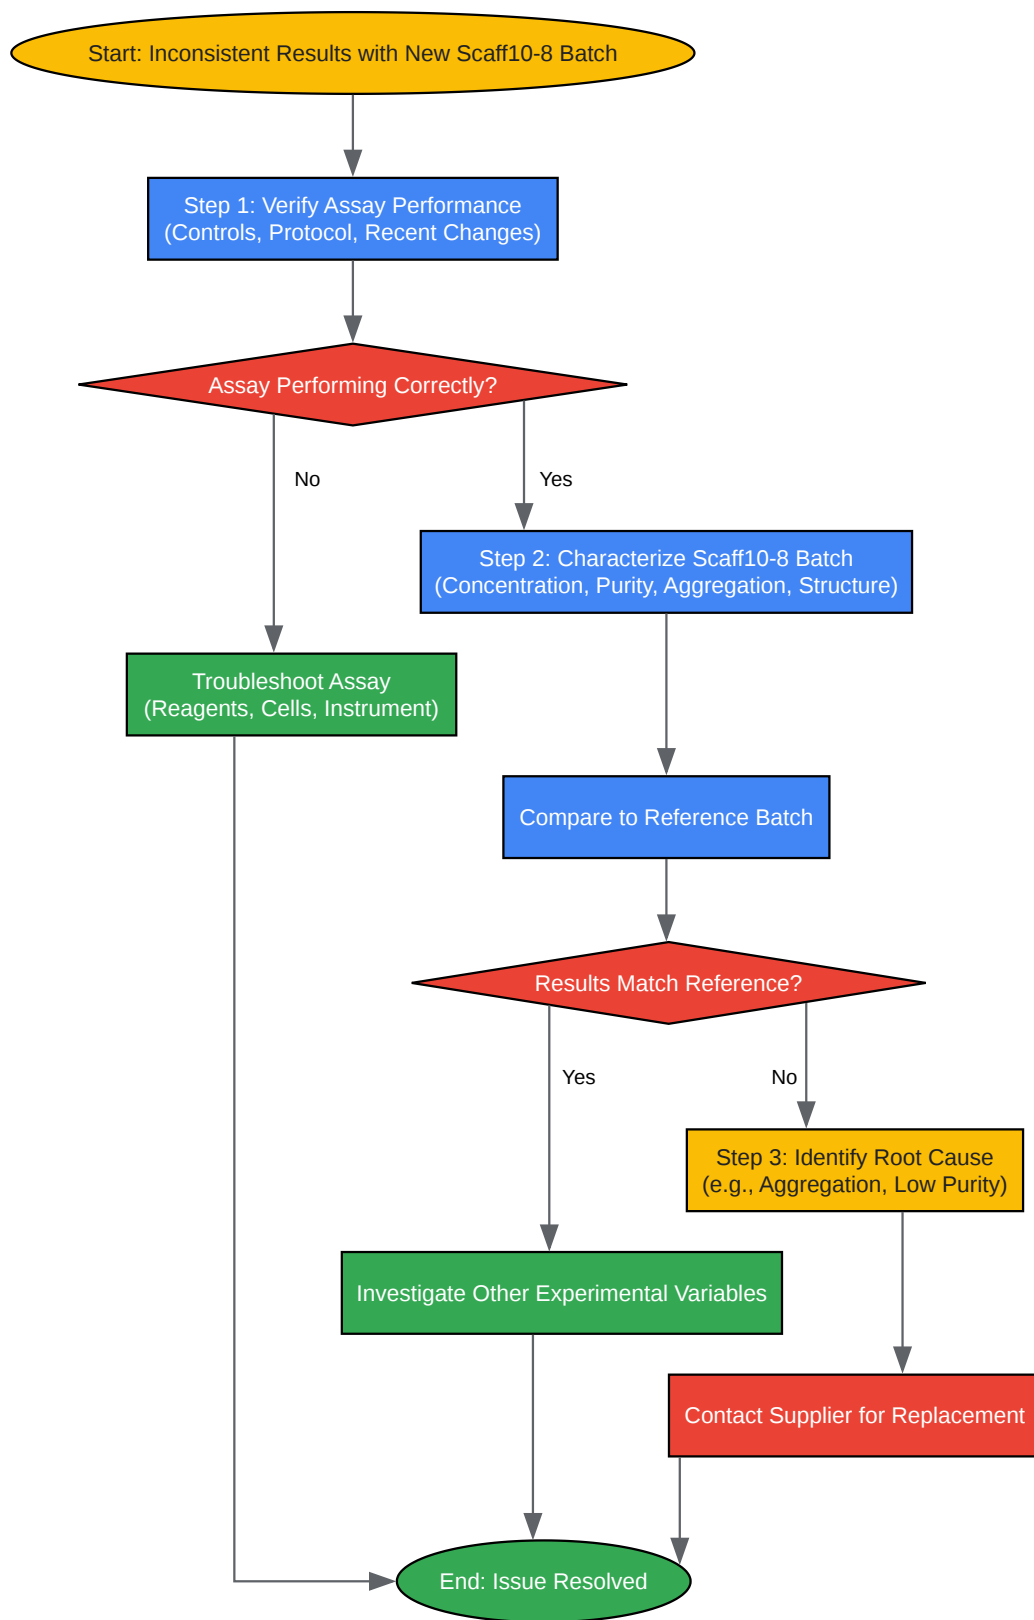 Start: Inconsistent Results with New Scaff10-8 Batch
Step 1: Verify Assay Performance
(Controls, Protocol, Recent Changes)
Assay Performing Correctly?
No
Yes
Step 2: Characterize Scaff10-8 Batch
(Concentration, Purity, Aggregation, Structure)
Troubleshoot Assay
(Reagents, Cells, Instrument)
Compare to Reference Batch
Results Match Reference?
Yes
No
Step 3: Identify Root Cause
(e.g., Aggregation, Low Purity)
Investigate Other Experimental Variables
Contact Supplier for Replacement
End: Issue Resolved